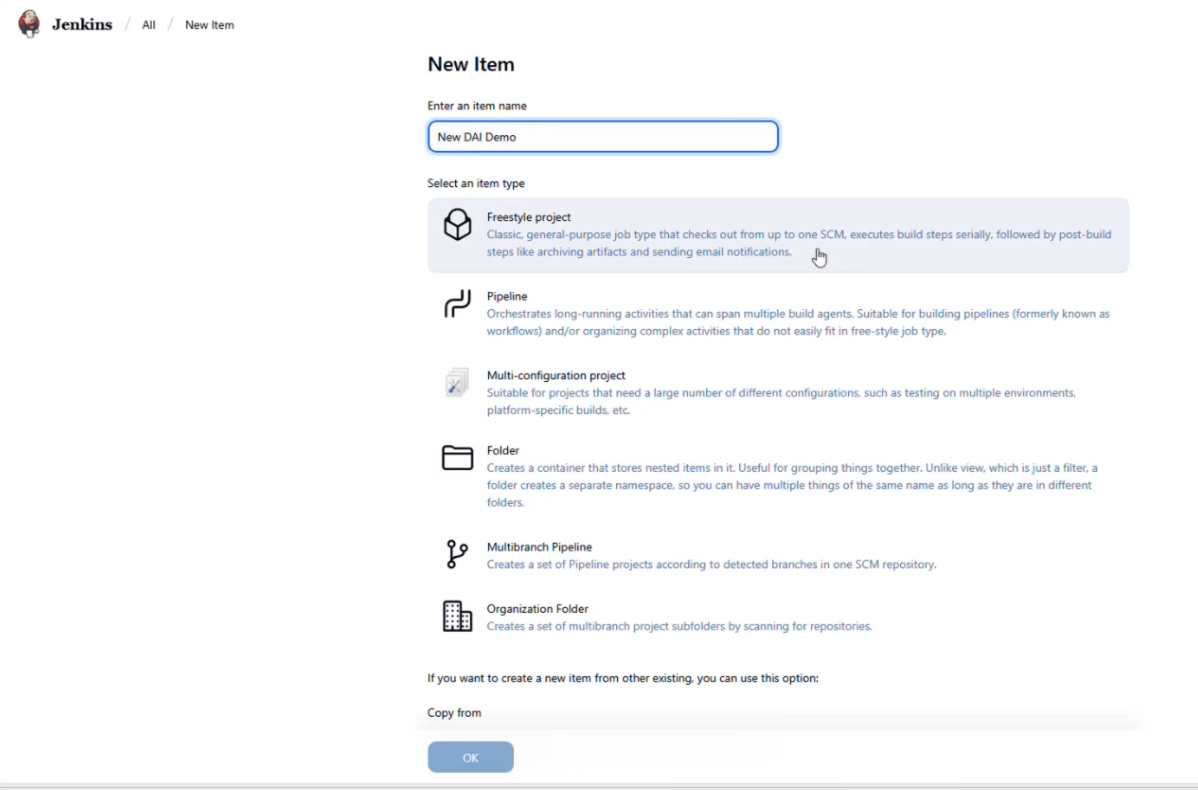 Jenkins / All / New Item
New Item
Enter an item name
New DAI Demo
Select an item type
Freestyle project
Classic, general-purpose job type that checks out from up to one SCM, executes build steps serially, followed by post-build
steps like archiving artifacts and sending email notifications.
Pipeline
Orchestrates long-running activities that can span multiple build agents. Suitable for building pipelines (formerly known as
workflows) and/or organizing complex activities that do not easily fit in free-style job type.
Multi-configuration project
Suitable for projects that need a large number of different configurations, such as testing on multiple environments,
platform-specific builds, etc.
Folder
Creates a container that stores nested items in it. Useful for grouping things together. Unlike view, which is just a filter, a
folder creates a separate namespace, so you can have multiple things of the same name as long as they are in different
folders.
Multibranch Pipeline
Creates a set of Pipeline projects according to detected branches in one SCM repository.
Organization Folder
Creates a set of multibranch project subfolders by scanning for repositories.
If you want to create a new item from other existing, you can use this option:
Copy from
OK